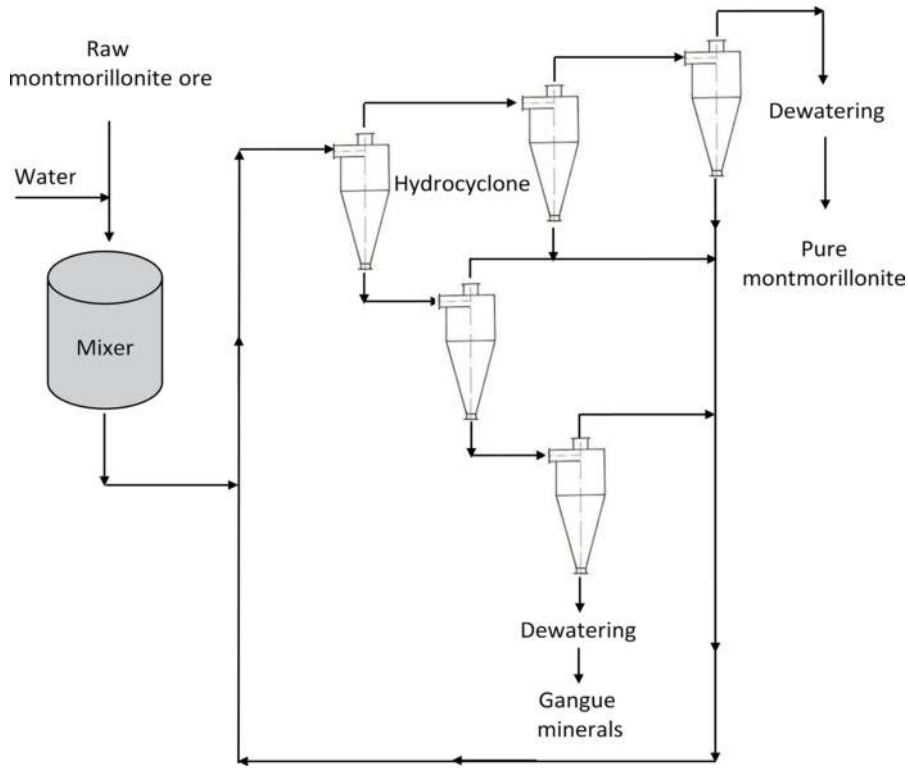 Raw
montmorillonite ore
Water
Mixer
Hydrocyclone
Dewatering
Pure
montmorillonite
Dewatering
Gangue
minerals